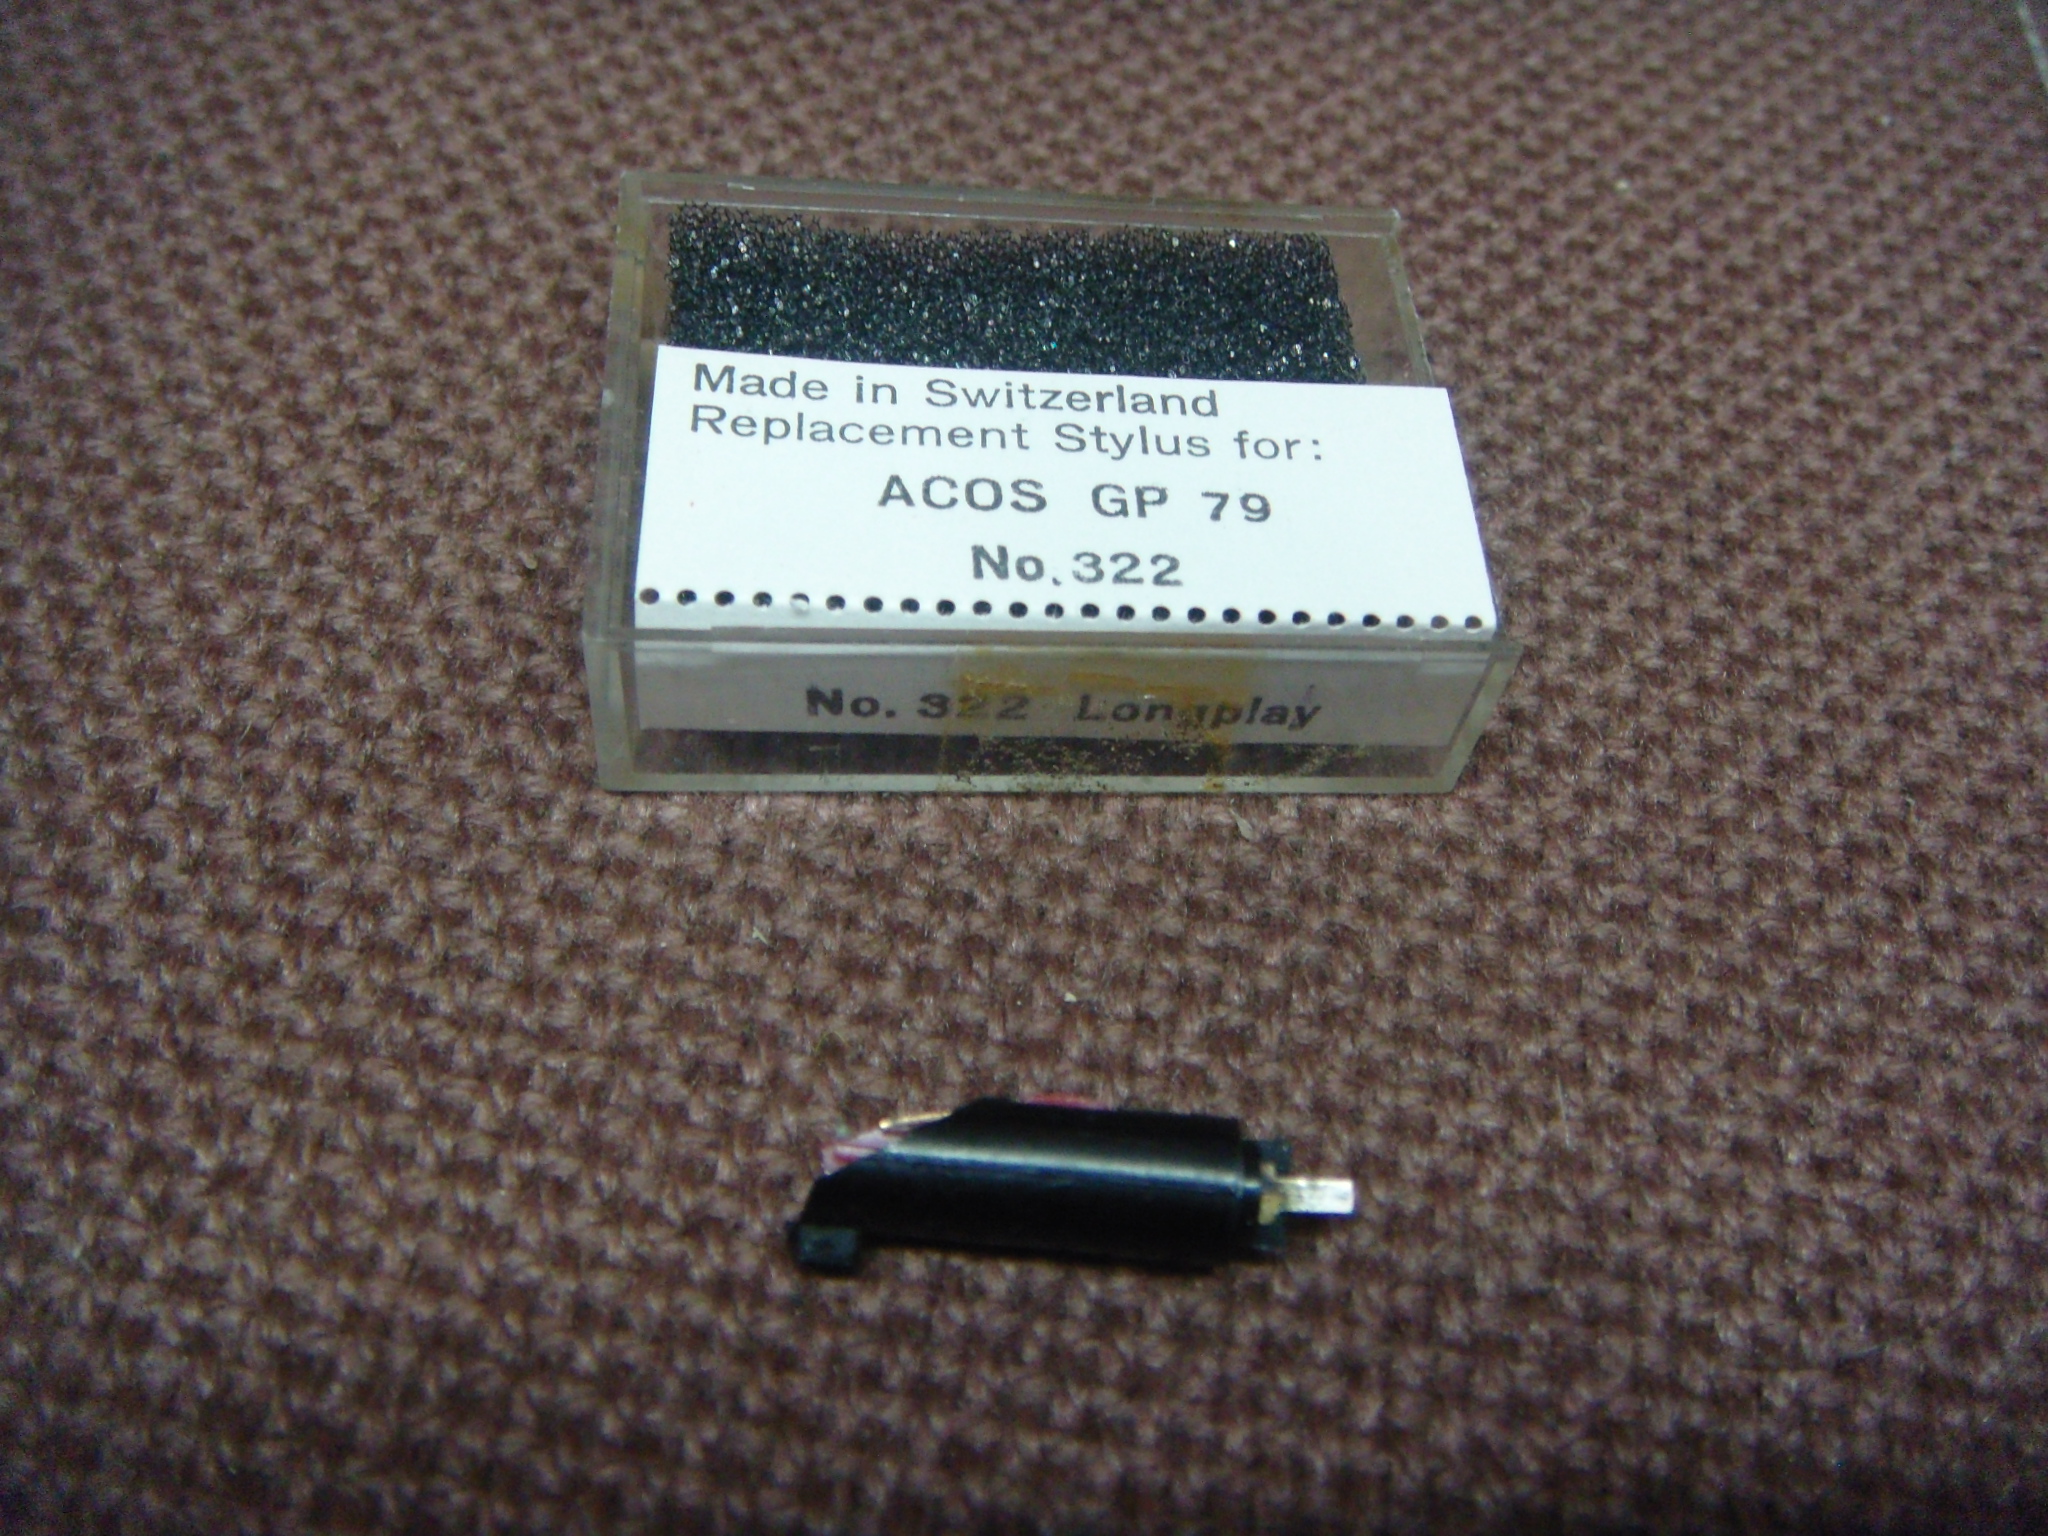 Made in Switzerland
Replacement Stylus for:
ACOS GP 79
No.322
No. 322 Longplay